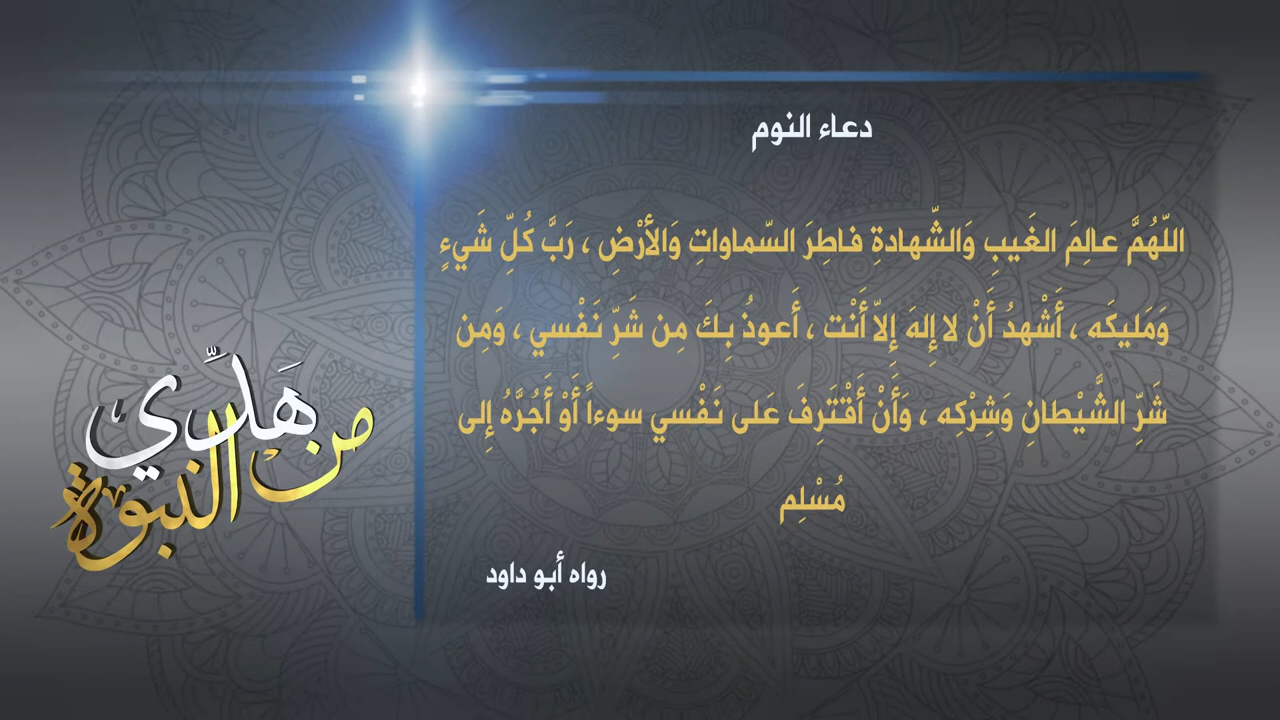 دعاء النوم
اللّهُمَّ عالِمَ الغَيبِ وَالشّهادةِ فاطِرَ السّماواتِ وَالأرْضِ ، رَبَّ كُلِّ شَيءٍ
وَمَليكَه ، أَشْهدُ أَنْ لا إِلهَ إِلاّ أَنْت ، أَعوذُ بِكَ مِن شَرِّ نَفْسي ، وَمِن
شَرِّ الشَّيْطانِ وَشِرْكِه ، وَأَنْ أَقْتَرِفَ عَلى نَفْسي سوءاً أَوْ أَجُرَّهُ إِلى
مُسْلِم
رواه أبو داود
من هَدْيِ
النبوة